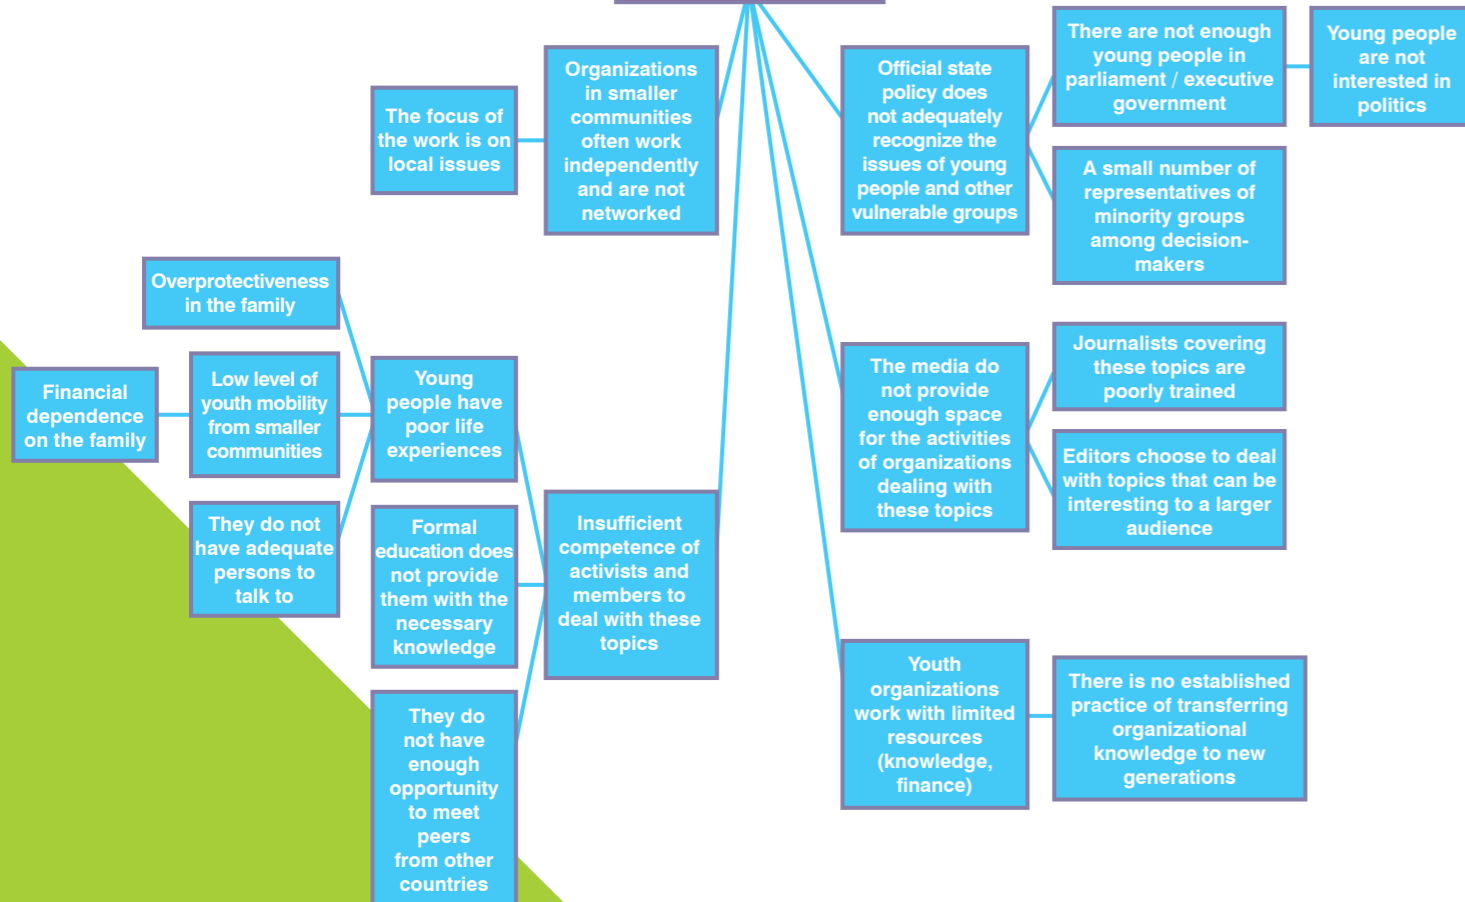 The focus of
the work is on
local issues
Organizations
in smaller
communities
often work
independently
and are not
networked
Official state
policy does
not adequately
recognize the
issues of young
people and other
vulnerable groups
There are not enough
young people in
parliament / executive
government
Young people
are not
interested in
politics
A small number of
representatives of
minority groups
among decision-
makers
Overprotectiveness
in the family
Financial
dependence
on the family
Low level of
youth mobility
from smaller
communities
Young
people have
poor life
experiences
They do not
have adequate
persons to
talk to
Formal
education does
not provide
them with the
necessary
knowledge
Insufficient
competence of
activists and
members to
deal with these
topics
They do
not have
enough
opportunity
to meet
peers
from other
countries
The media do
not provide
enough space
for the activities
of organizations
dealing with
these topics
Journalists covering
these topics are
poorly trained
Editors choose to deal
with topics that can be
interesting to a larger
audience
Youth
organizations
work with limited
resources
(knowledge,
finance)
There is no established
practice of transferring
organizational
knowledge to new
generations